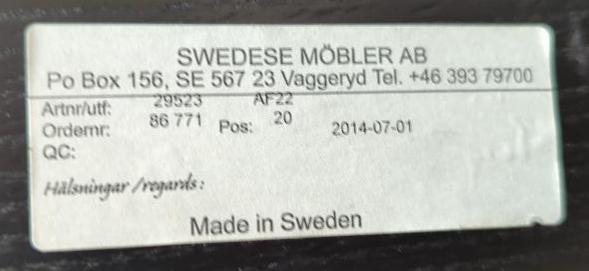 SWEDESE MÖBLER AB
Po Box 156, SE 567 23 Vaggeryd Tel. +46 393 79700
Artnr/utf: 29523 AF22
Ordernr: 86 771 Pos: 20 2014-07-01
QC:
Hälsningar /regards:
Made in Sweden